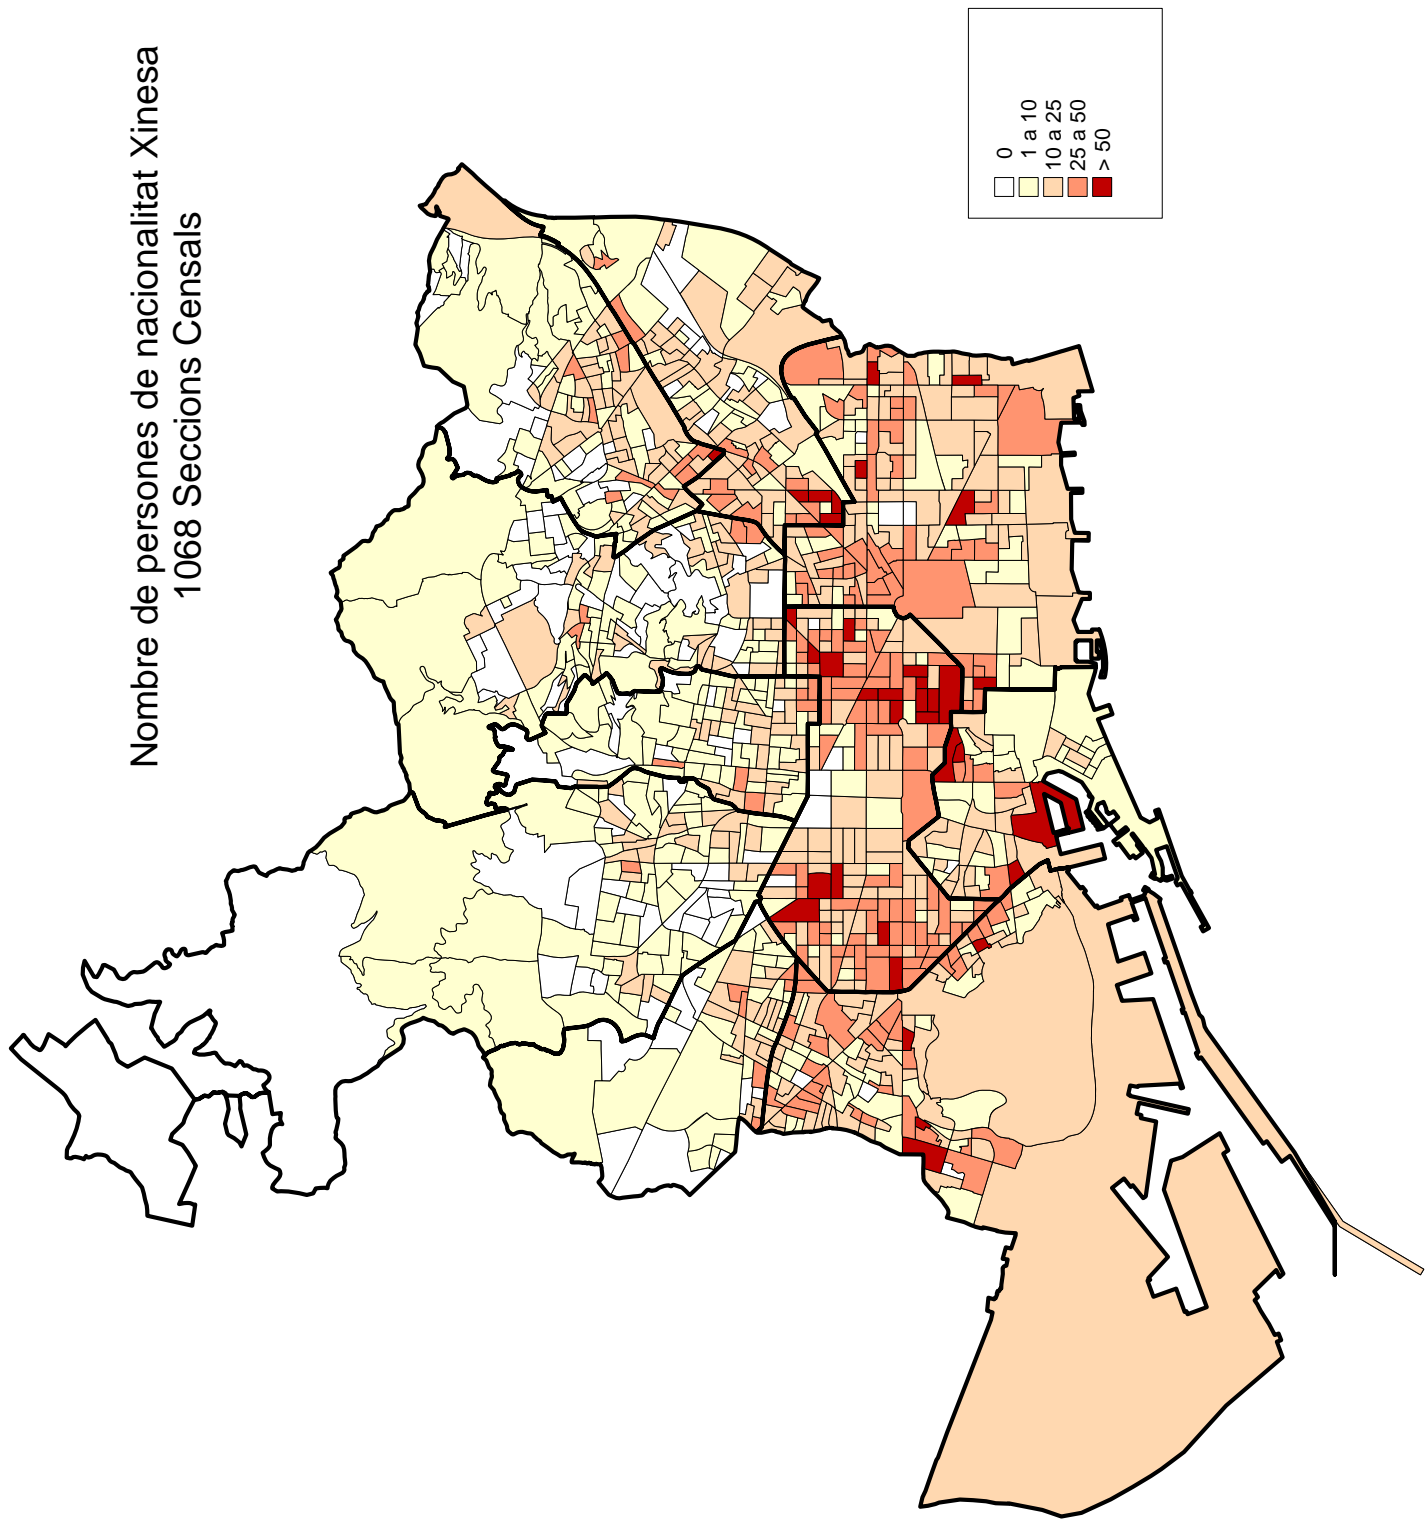 Nombre de persones de nacionalitat Xinesa
1068 Seccions Censals
0
1 a 10
10 a 25
25 a 50
> 50